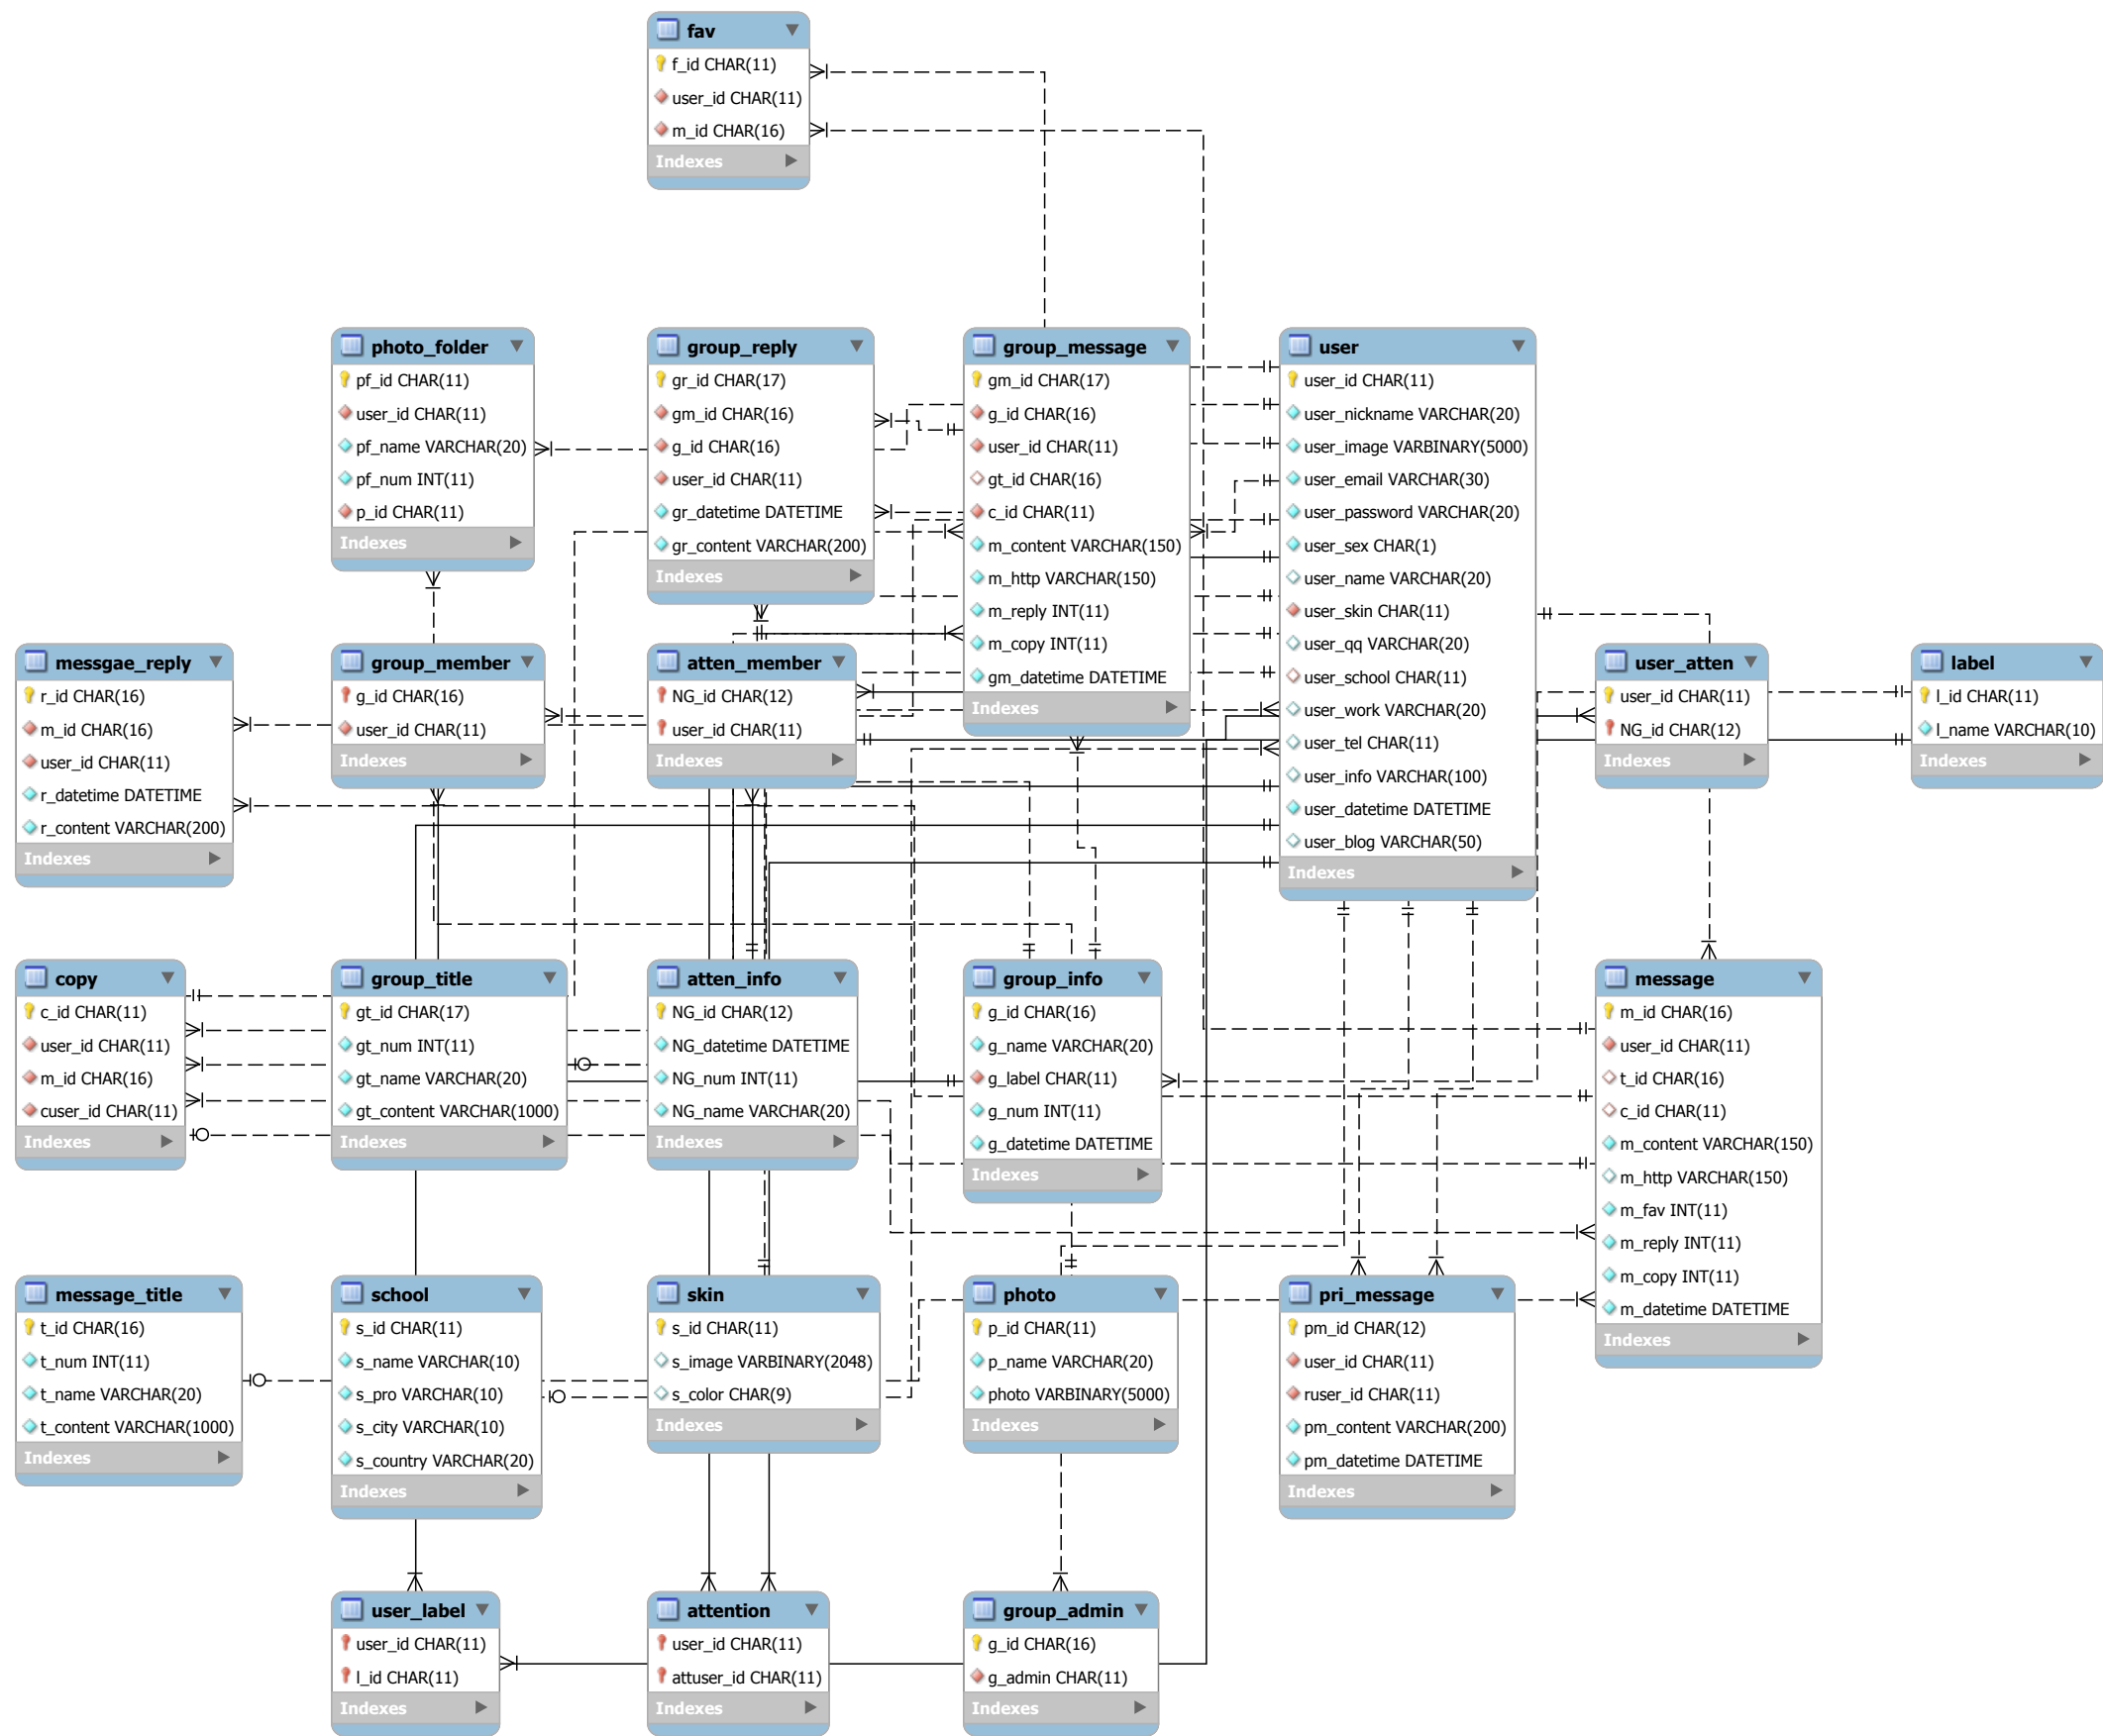 fav
f_id CHAR(11)
user_id CHAR(11)
m_id CHAR(16)
Indexes
photo_folder
pf_id CHAR(11)
user_id CHAR(11)
pf_name VARCHAR(20)
pf_num INT(11)
p_id CHAR(11)
Indexes
group_reply
gr_id CHAR(17)
gm_id CHAR(16)
g_id CHAR(16)
user_id CHAR(11)
gr_datetime DATETIME
gr_content VARCHAR(200)
Indexes
group_message
gm_id CHAR(17)
g_id CHAR(16)
user_id CHAR(11)
gt_id CHAR(16)
c_id CHAR(11)
m_content VARCHAR(150)
m_http VARCHAR(150)
m_reply INT(11)
m_copy INT(11)
gm_datetime DATETIME
Indexes
user
user_id CHAR(11)
user_nickname VARCHAR(20)
user_image VARBINARY(5000)
user_email VARCHAR(30)
user_password VARCHAR(20)
user_sex CHAR(1)
user_name VARCHAR(20)
user_skin CHAR(11)
user_qq VARCHAR(20)
user_school CHAR(11)
user_work VARCHAR(20)
user_tel CHAR(11)
user_info VARCHAR(100)
user_datetime DATETIME
user_blog VARCHAR(50)
Indexes
messgae_reply
r_id CHAR(16)
m_id CHAR(16)
user_id CHAR(11)
r_datetime DATETIME
r_content VARCHAR(200)
Indexes
group_member
g_id CHAR(16)
user_id CHAR(11)
Indexes
atten_member
NG_id CHAR(12)
user_id CHAR(11)
Indexes
user_atten
user_id CHAR(11)
NG_id CHAR(12)
Indexes
label
l_id CHAR(11)
l_name VARCHAR(10)
Indexes
copy
c_id CHAR(11)
user_id CHAR(11)
m_id CHAR(16)
cuser_id CHAR(11)
Indexes
group_title
gt_id CHAR(17)
gt_num INT(11)
gt_name VARCHAR(20)
gt_content VARCHAR(1000)
Indexes
atten_info
NG_id CHAR(12)
NG_datetime DATETIME
NG_num INT(11)
NG_name VARCHAR(20)
Indexes
group_info
g_id CHAR(16)
g_name VARCHAR(20)
g_label CHAR(11)
g_num INT(11)
g_datetime DATETIME
Indexes
message
m_id CHAR(16)
user_id CHAR(11)
t_id CHAR(16)
c_id CHAR(11)
m_content VARCHAR(150)
m_http VARCHAR(150)
m_fav INT(11)
m_reply INT(11)
m_copy INT(11)
m_datetime DATETIME
Indexes
message_title
t_id CHAR(16)
t_num INT(11)
t_name VARCHAR(20)
t_content VARCHAR(1000)
Indexes
school
s_id CHAR(11)
s_name VARCHAR(10)
s_pro VARCHAR(10)
s_city VARCHAR(10)
s_country VARCHAR(20)
Indexes
skin
s_id CHAR(11)
s_image VARBINARY(2048)
s_color CHAR(9)
Indexes
photo
p_id CHAR(11)
p_name VARCHAR(20)
photo VARBINARY(5000)
Indexes
pri_message
pm_id CHAR(12)
user_id CHAR(11)
ruser_id CHAR(11)
pm_content VARCHAR(200)
pm_datetime DATETIME
Indexes
user_label
user_id CHAR(11)
l_id CHAR(11)
Indexes
attention
user_id CHAR(11)
attuser_id CHAR(11)
Indexes
group_admin
g_id CHAR(16)
g_admin CHAR(11)
Indexes